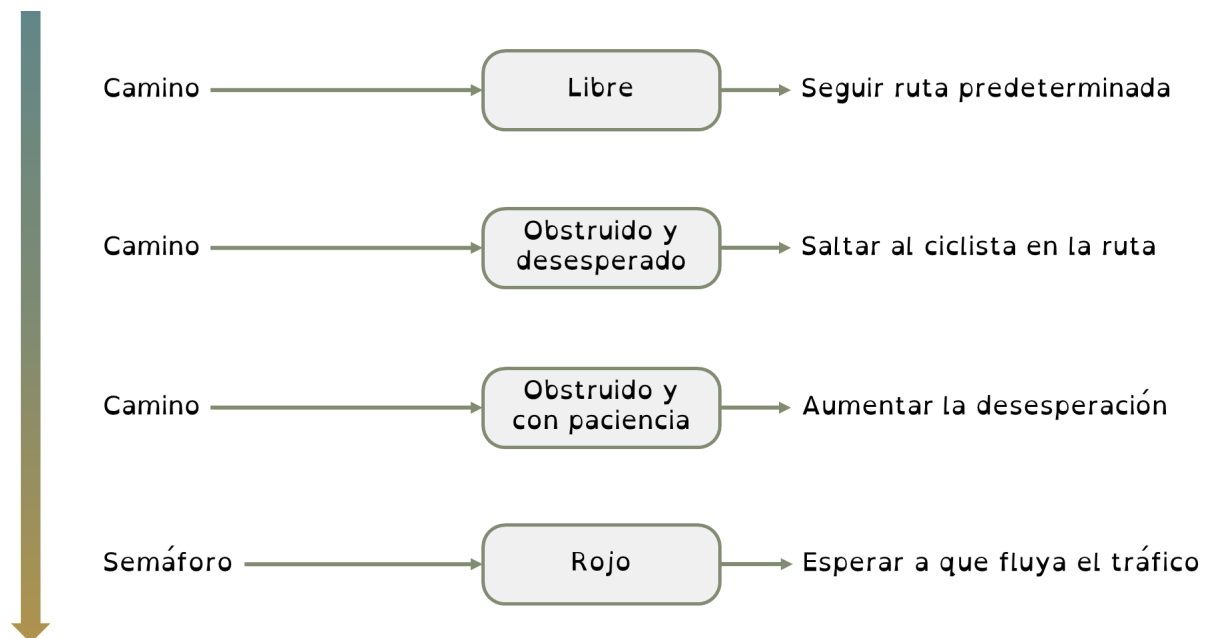 Camino
Libre
Seguir ruta predeterminada
Camino
Obstruido y
desesperado
Saltar al ciclista en la ruta
Camino
Obstruido y
con paciencia
Aumentar la desesperación
Semáforo
Rojo
Esperar a que fluya el tráfico